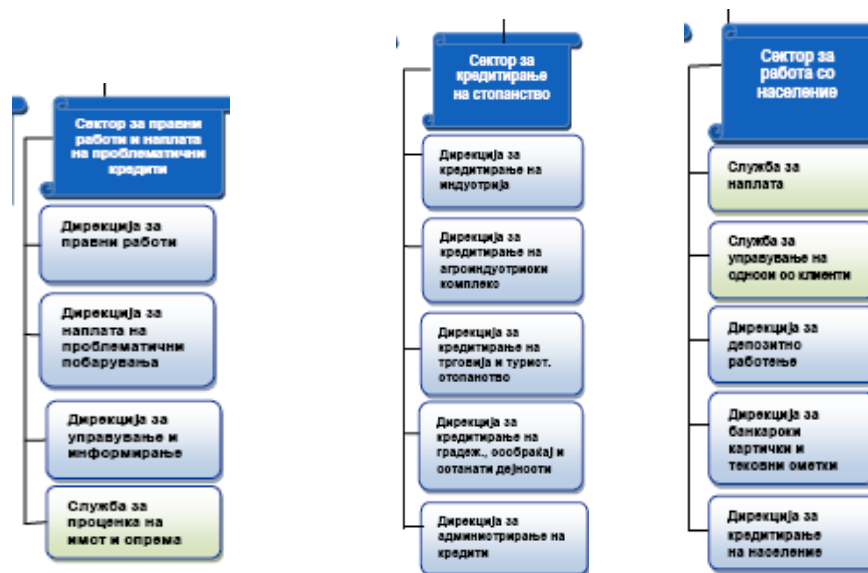 Сектор за правни
работи и наплата
на проблематични
кредити
Дирекција за
правни работи
Дирекција за
наплата на
проблематични
побарувања
Дирекција за
управување и
информирање
Служба за
проценка на
имот и опрема
Сектор за
кредитирање
на стопанство
Дирекција за
кредитирање на
индустрија
Дирекција за
кредитирање на
агроиндустриски
комплекс
Дирекција за
кредитирање на
трговија и турист.
стопанство
Дирекција за
кредитирање на
градеж., сообраќај и
останати дејности
Дирекција за
администрирање на
кредити
Сектор за
работа со
население
Служба за
наплата
Служба за
управување на
односи со клиенти
Дирекција за
депозитно
работење
Дирекција за
банкарски
картички и
тековни сметки
Дирекција за
кредитирање
на население